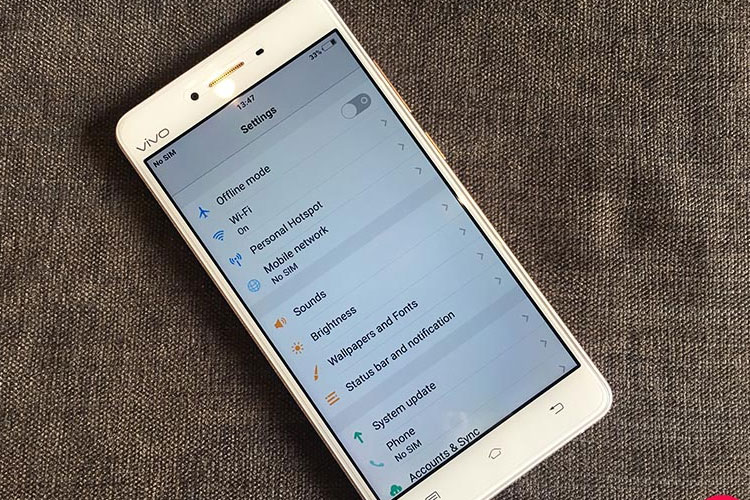 vivo
No SIM
13:47
33%
Settings
Offline mode
Wi-Fi
On
Personal Hotspot
Mobile network
No SIM
Sounds
Brightness
Wallpapers and Fonts
Status bar and notification
System update
Phone
No SIM
Accounts & Sync